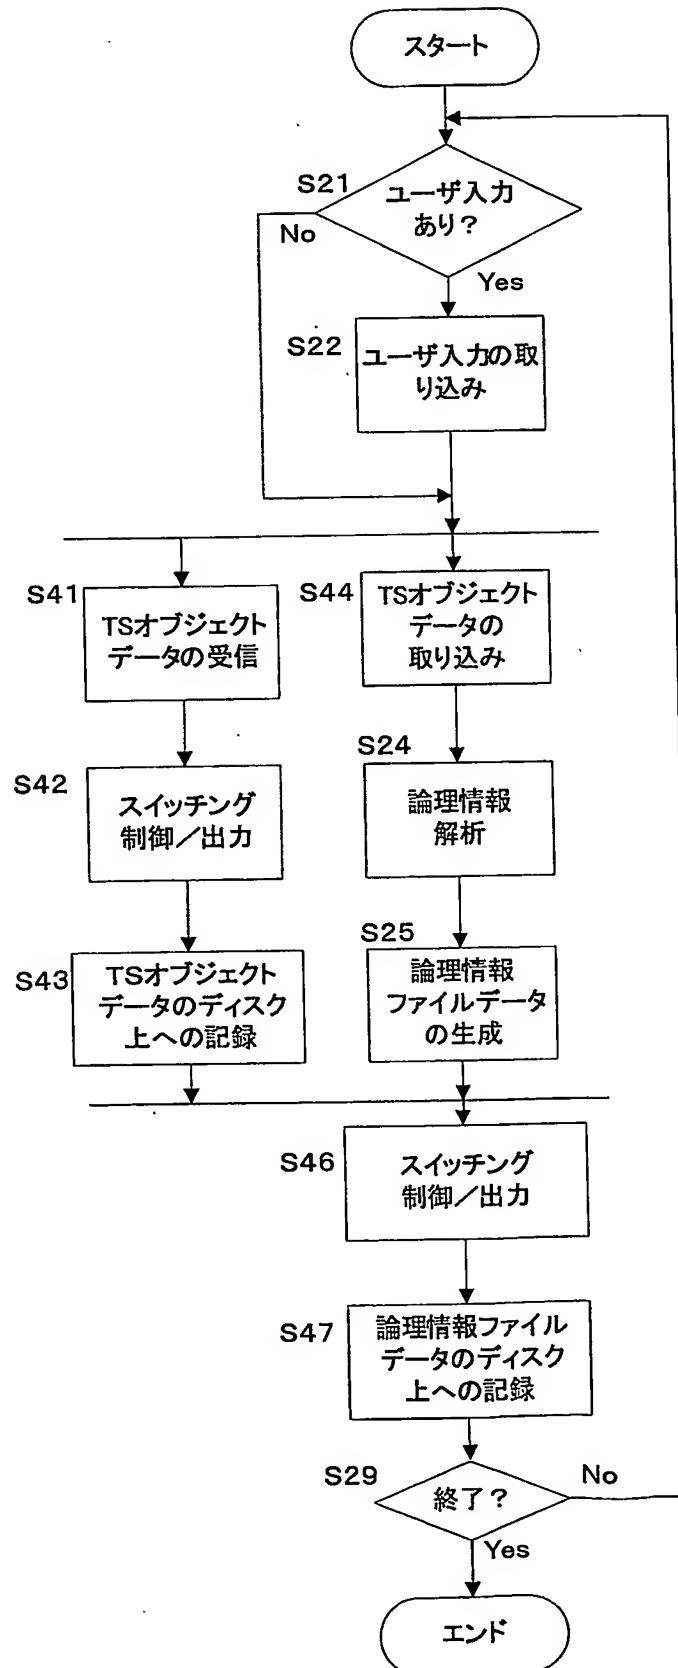 スタート
S21
ユーザ入力
あり?
No
Yes
S22
ユーザ入力の取
り込み
S41
TSオブジェクト
データの受信
S44
TSオブジェクト
データの
取り込み
S42
スイッチング
制御/出力
S24
論理情報
解析
S43
TSオブジェクト
データのディスク
上への記録
S25
論理情報
ファイルデータ
の生成
S46
スイッチング
制御/出力
S47
論理情報ファイル
データのディスク
上への記録
S29
終了?
No
Yes
エンド